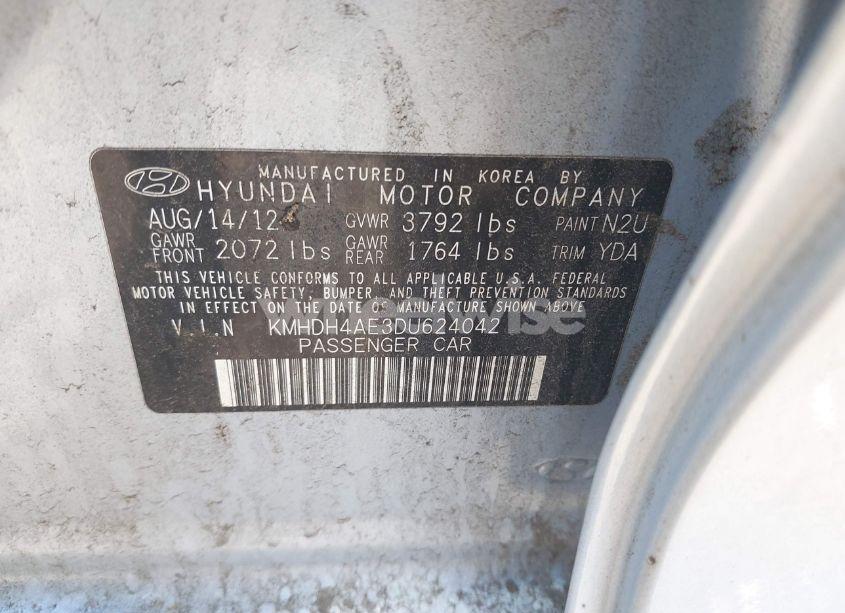 MANUFACTURED IN KOREA BY
HYUNDAI MOTOR COMPANY
AUG/14/12 GVWR 3792 lbs PAINT N2U
GAWR FRONT 2072 lbs GAWR REAR 1764 lbs TRIM YDA
THIS VEHICLE CONFORMS TO ALL APPLICABLE U.S.A. FEDERAL
MOTOR VEHICLE SAFETY, BUMPER, AND THEFT PREVENTION STANDARDS
IN EFFECT ON THE DATE OF MANUFACTURE SHOWN ABOVE
V I N KMHDH4AE3DU624042
PASSENGER CAR